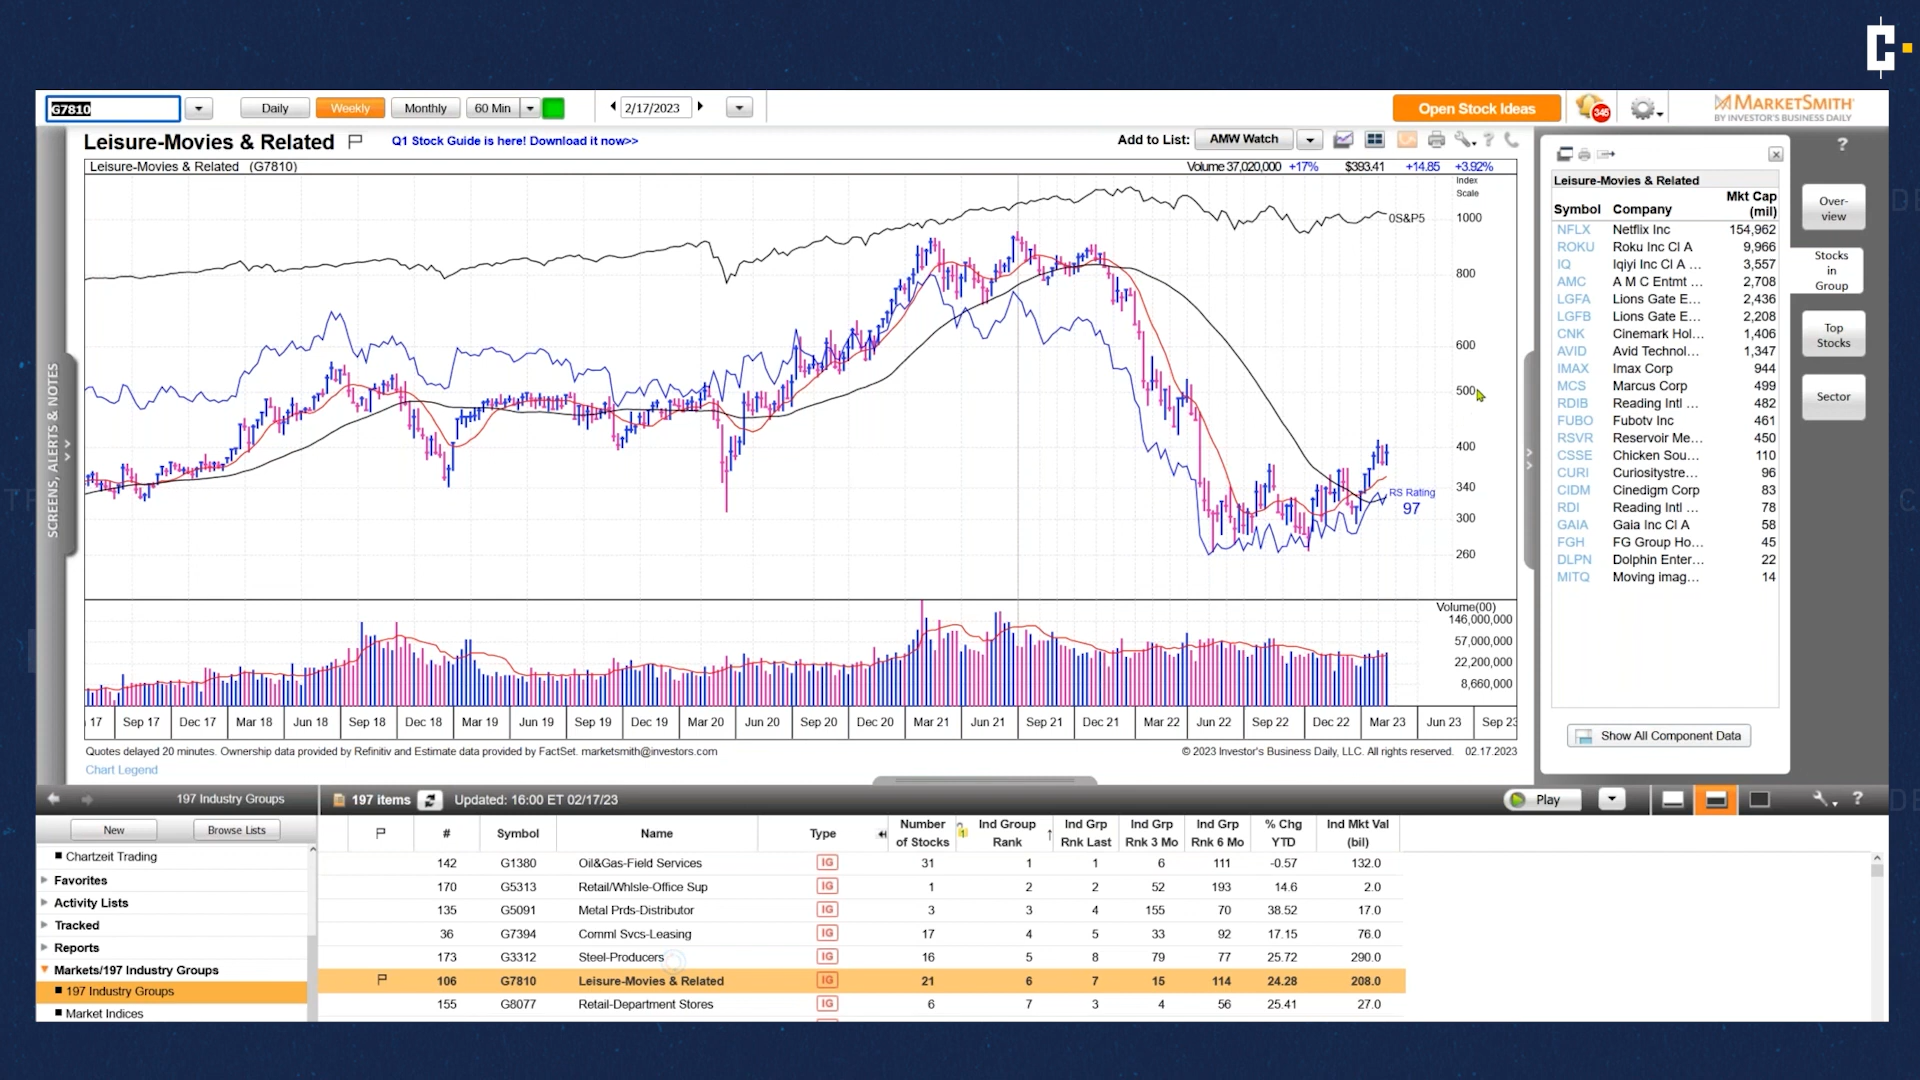 G7810
Daily
Weekly
Monthly
60 Min
2/17/2023
Open Stock Ideas
346
MARKETSMITH
BY INVESTOR'S BUSINESS DAILY
Leisure-Movies & Related
Q1 Stock Guide is here! Download it now>>
Add to List:
AMW Watch
Leisure-Movies & Related (G7810)
Volume 37,020,000 +17% $393.41 +14.85 +3.92%
Index
Scale
0S&P5
1000
800
600
500
400
340
300
260
RS Rating
97
Volume(00)
146,000,000
57,000,000
22,200,000
8,660,000
17 Sep 17 Dec 17 Mar 18 Jun 18 Sep 18 Dec 18 Mar 19 Jun 19 Sep 19 Dec 19 Mar 20 Jun 20 Sep 20 Dec 20 Mar 21 Jun 21 Sep 21 Dec 21 Mar 22 Jun 22 Sep 22 Dec 22 Mar 23 Jun 23 Sep 23
Quotes delayed 20 minutes. Ownership data provided by Refinitiv and Estimate data provided by FactSet. marketsmith@investors.com
© 2023 Investor's Business Daily, LLC. All rights reserved. 02.17.2023
Chart Legend
SCREENS, ALERTS & NOTES
Leisure-Movies & Related
Symbol Company Mkt Cap (mil)
NFLX Netflix Inc 154,962
ROKU Roku Inc Cl A 9,966
IQ Iqiyi Inc Cl A ... 3,557
AMC A M C Entmt ... 2,708
LGFA Lions Gate E... 2,436
LGFB Lions Gate E... 2,208
CNK Cinemark Hol... 1,406
AVID Avid Technol... 1,347
IMAX Imax Corp 944
MCS Marcus Corp 499
RDIB Reading Intl ... 482
FUBO Fubotv Inc 461
RSVR Reservoir Me... 450
CSSE Chicken Sou... 110
CURI Curiositystre... 96
CIDM Cinedigm Corp 83
RDI Reading Intl ... 78
GAIA Gaia Inc Cl A 58
FGH FG Group Ho... 45
DLPN Dolphin Enter... 22
MITQ Moving imag... 14
Show All Component Data
Over-
view
Stocks
in
Group
Top
Stocks
Sector
197 Industry Groups
197 items
Updated: 16:00 ET 02/17/23
Play
New
Browse Lists
Chartzeit Trading
Favorites
Activity Lists
Tracked
Reports
Markets/197 Industry Groups
197 Industry Groups
Market Indices
# Symbol Name Type Number of Stocks Ind Group Rank Ind Grp Rnk Last Ind Grp Rnk 3 Mo Ind Grp Rnk 6 Mo % Chg YTD Ind Mkt Val (bil)
142 G1380 Oil&Gas-Field Services IG 31 1 1 6 111 -0.57 132.0
170 G5313 Retail/Whlsle-Office Sup IG 1 2 2 52 193 14.6 2.0
135 G5091 Metal Prds-Distributor IG 3 3 4 155 70 38.52 17.0
36 G7394 Comml Svcs-Leasing IG 17 4 5 33 92 17.15 76.0
173 G3312 Steel-Producers IG 16 5 8 79 77 25.72 290.0
106 G7810 Leisure-Movies & Related IG 21 6 7 15 114 24.28 208.0
155 G8077 Retail-Department Stores IG 6 7 3 4 56 25.41 27.0